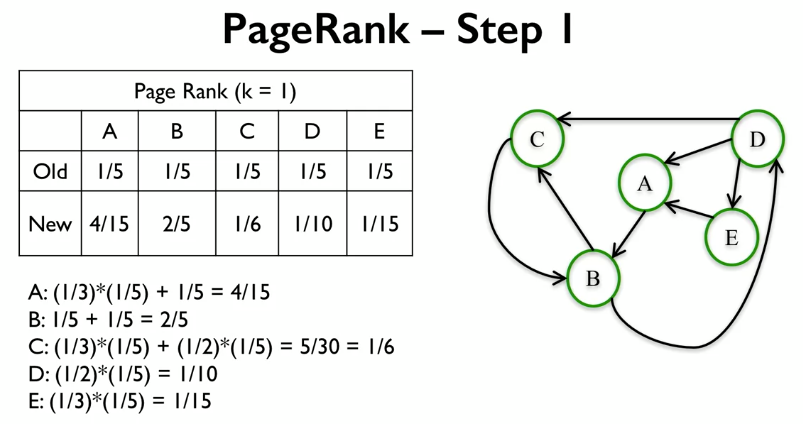 PageRank – Step 1
Page Rank (k = 1)
A B C D E
Old 1/5 1/5 1/5 1/5 1/5
New 4/15 2/5 1/6 1/10 1/15
A: (1/3)*(1/5) + 1/5 = 4/15
B: 1/5 + 1/5 = 2/5
C: (1/3)*(1/5) + (1/2)*(1/5) = 5/30 = 1/6
D: (1/2)*(1/5) = 1/10
E: (1/3)*(1/5) = 1/15
C
D
A
E
B